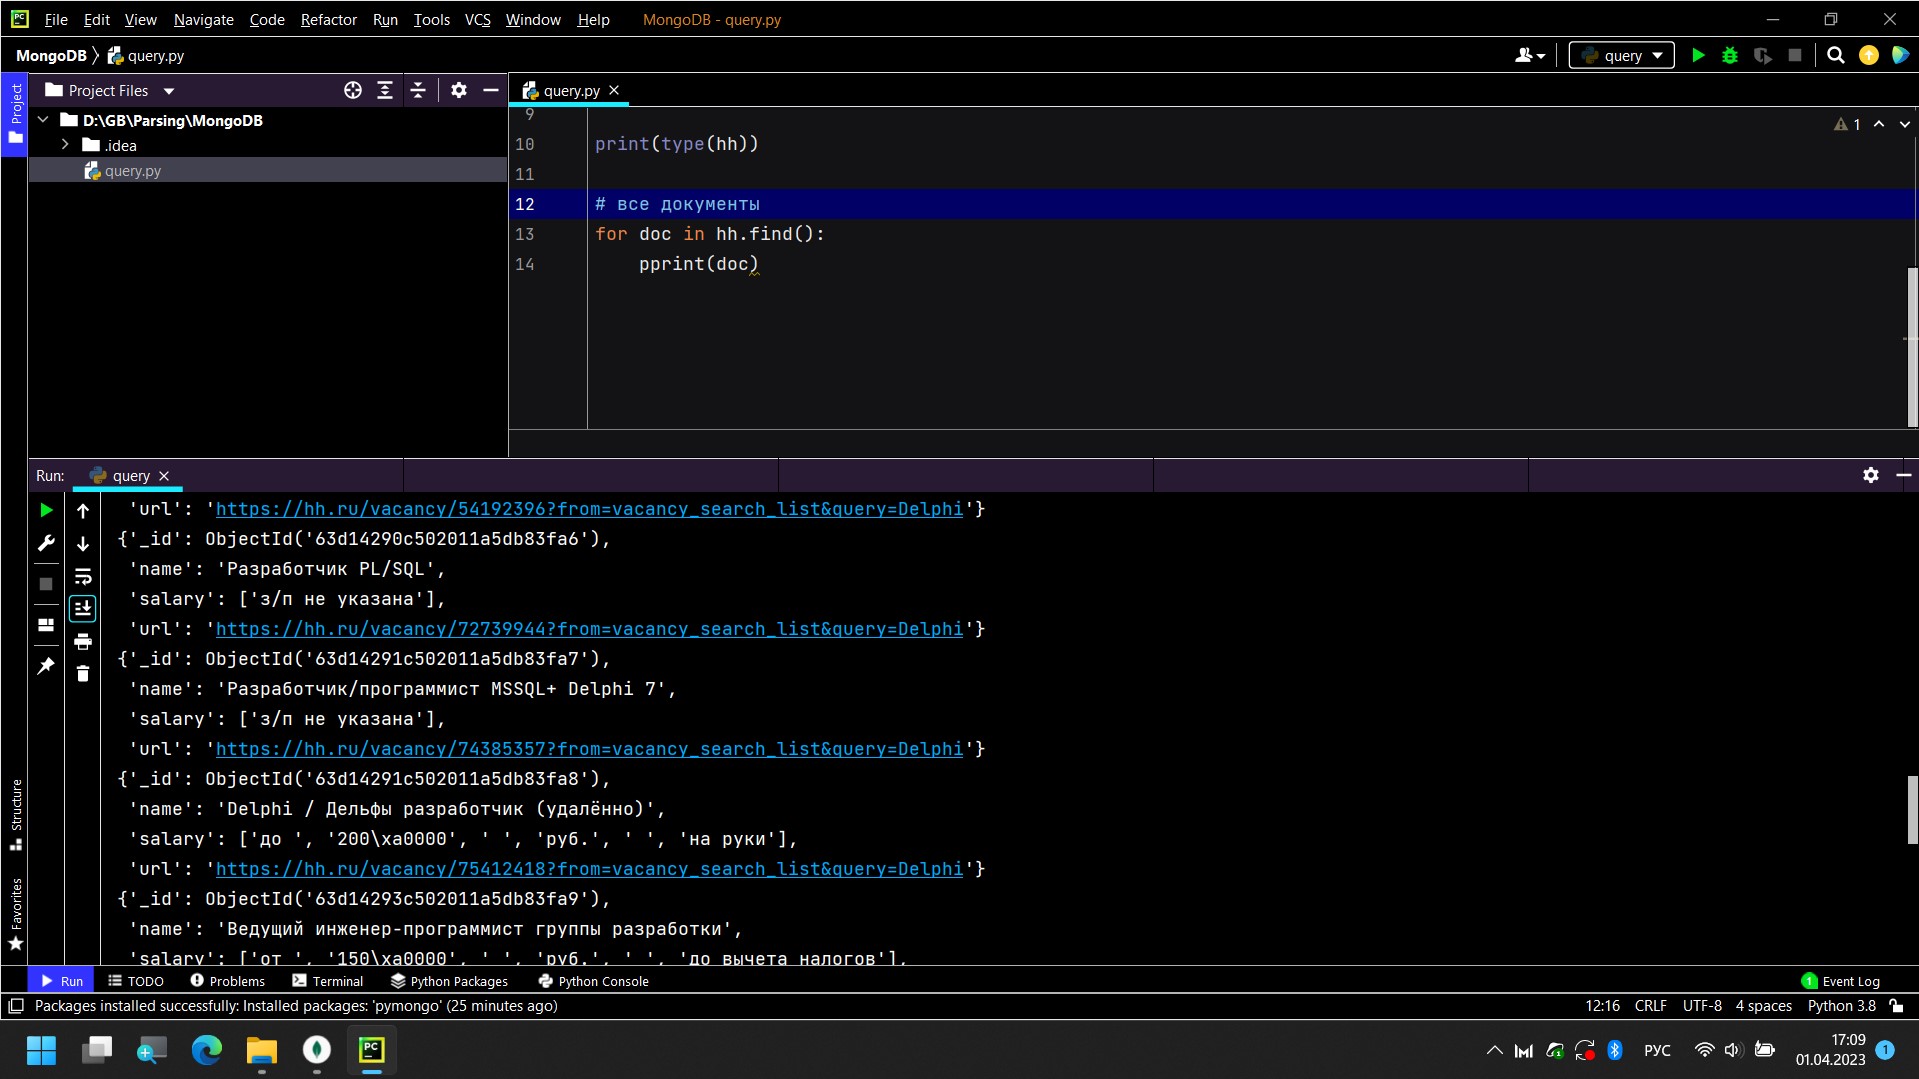 File Edit View Navigate Code Refactor Run Tools VCS Window Help MongoDB - query.py
MongoDB query.py
query
Project
Project Files
query.py
D:\GB\Parsing\MongoDB
.idea
query.py
9
10 print(type(hh))
11
12 # все документы
13 for doc in hh.find():
14 pprint(doc)
1
Run: query
'url': 'https://hh.ru/vacancy/54192396?from=vacancy_search_list&query=Delphi'}
{'_id': ObjectId('63d14290c502011a5db83fa6'),
'name': 'Разработчик PL/SQL',
'salary': ['з/п не указана'],
'url': 'https://hh.ru/vacancy/72739944?from=vacancy_search_list&query=Delphi'}
{'_id': ObjectId('63d14291c502011a5db83fa7'),
'name': 'Разработчик/программист MSSQL+ Delphi 7',
'salary': ['з/п не указана'],
'url': 'https://hh.ru/vacancy/74385357?from=vacancy_search_list&query=Delphi'}
{'_id': ObjectId('63d14291c502011a5db83fa8'),
'name': 'Delphi / Дельфы разработчик (удалённо)',
'salary': ['до ', '200\xa0000', ' ', 'руб.', ' ', 'на руки'],
'url': 'https://hh.ru/vacancy/75412418?from=vacancy_search_list&query=Delphi'}
{'_id': ObjectId('63d14293c502011a5db83fa9'),
'name': 'Ведущий инженер-программист группы разработки',
'salary': ['от ', '150\xa0000', ' ', 'руб.', ' ', 'до вычета налогов'],
Structure
Favorites
Run TODO Problems Terminal Python Packages Python Console 1 Event Log
Packages installed successfully: Installed packages: 'pymongo' (25 minutes ago) 12:16 CRLF UTF-8 4 spaces Python 3.8
PC
РУС
17:09
01.04.2023
1